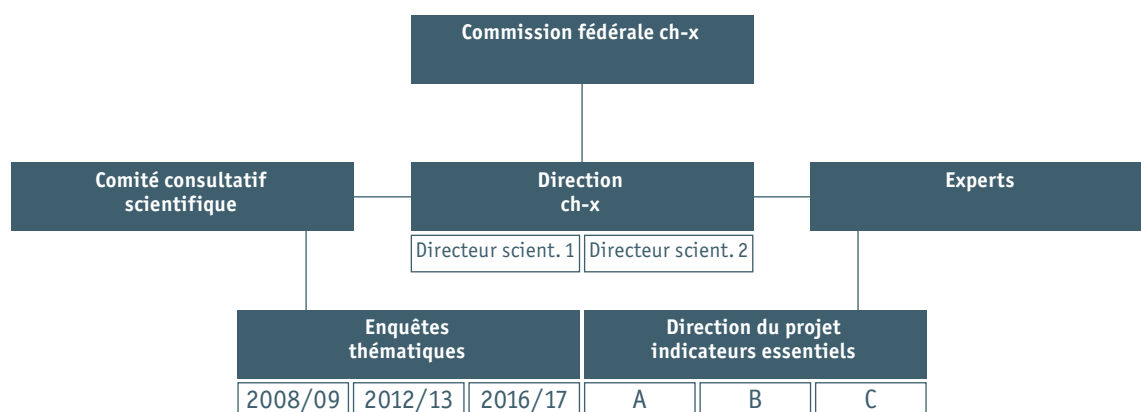 Commission fédérale ch-x
Comité consultatif
scientifique
Direction
ch-x
Experts
Directeur scient. 1
Directeur scient. 2
Enquêtes
thématiques
Direction du projet
indicateurs essentiels
2008/09
2012/13
2016/17
A
B
C